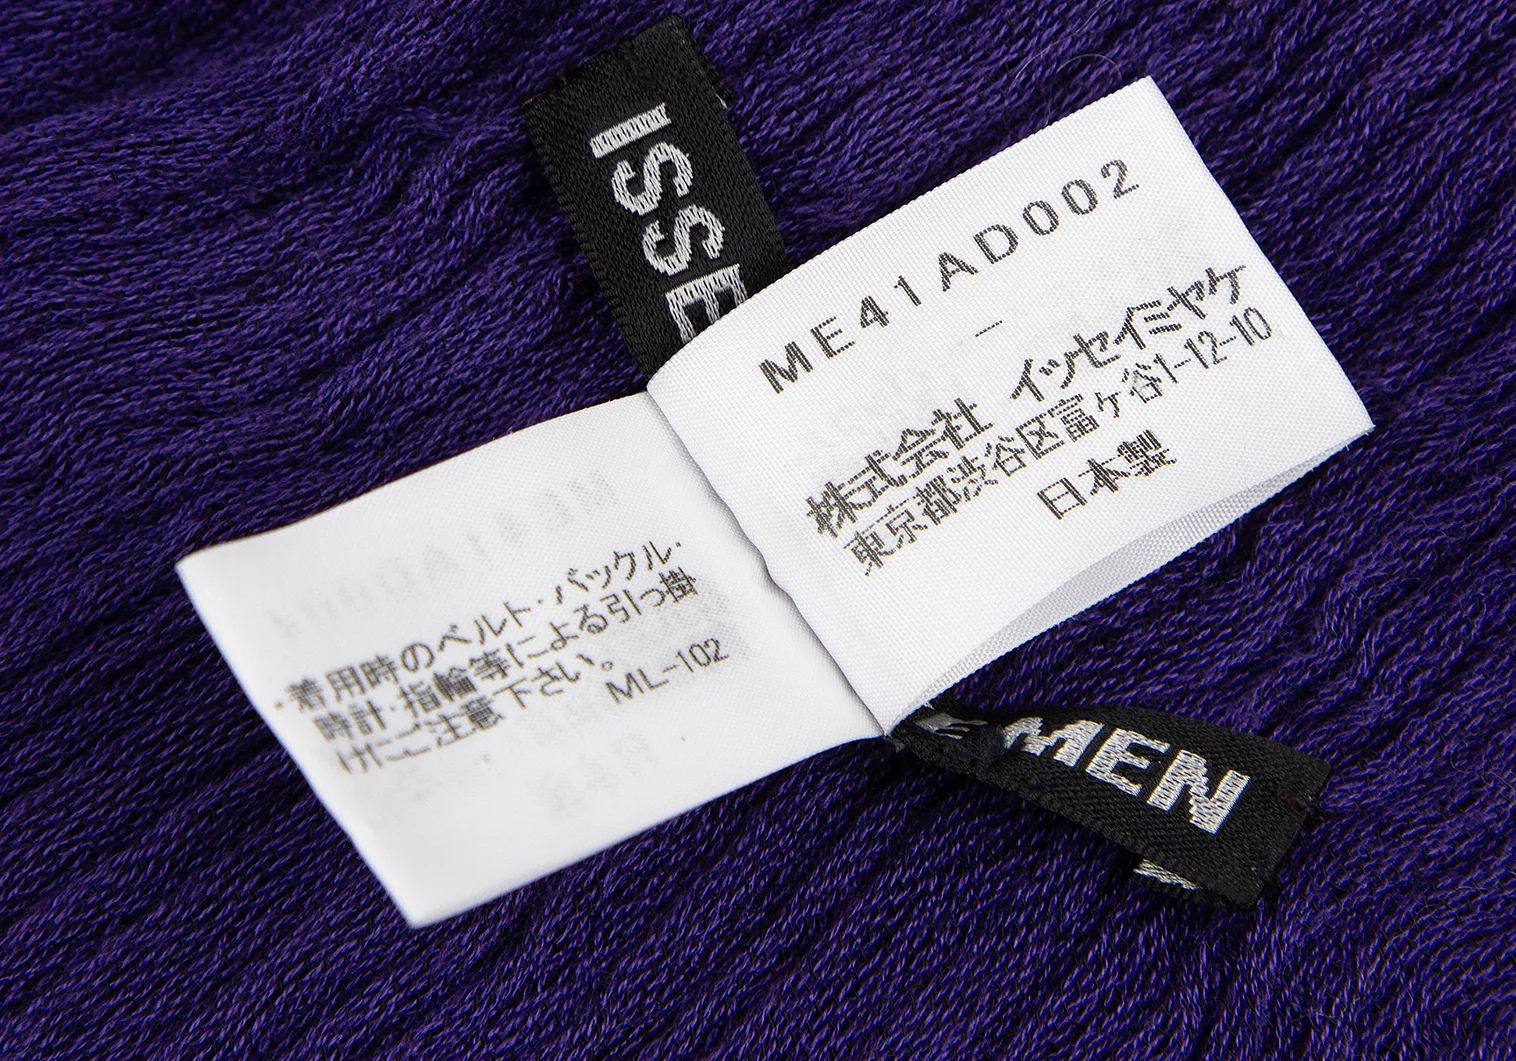 ISSE
ME41AD002
-
株式会社 イッセイミヤケ
東京都渋谷区富ヶ谷1-12-10
日本製
・着用時のベルト・バックル・
時計・指輪等による引っ掛
けにご注意下さい。
ML-102
MEN